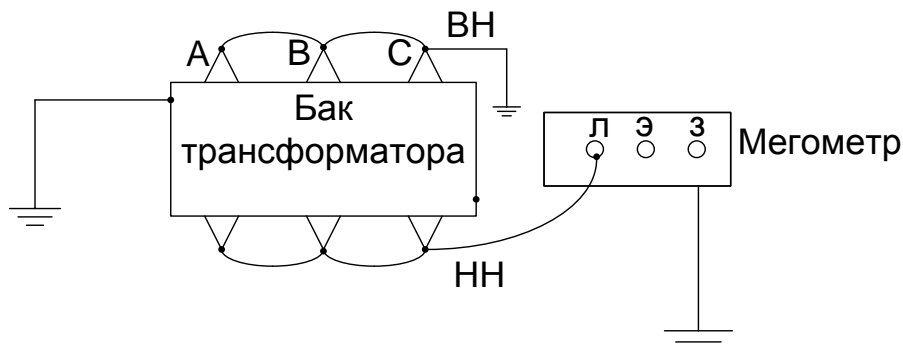 ВН
А В С
Бак
трансформатора
Л Э З
Мегометр
НН